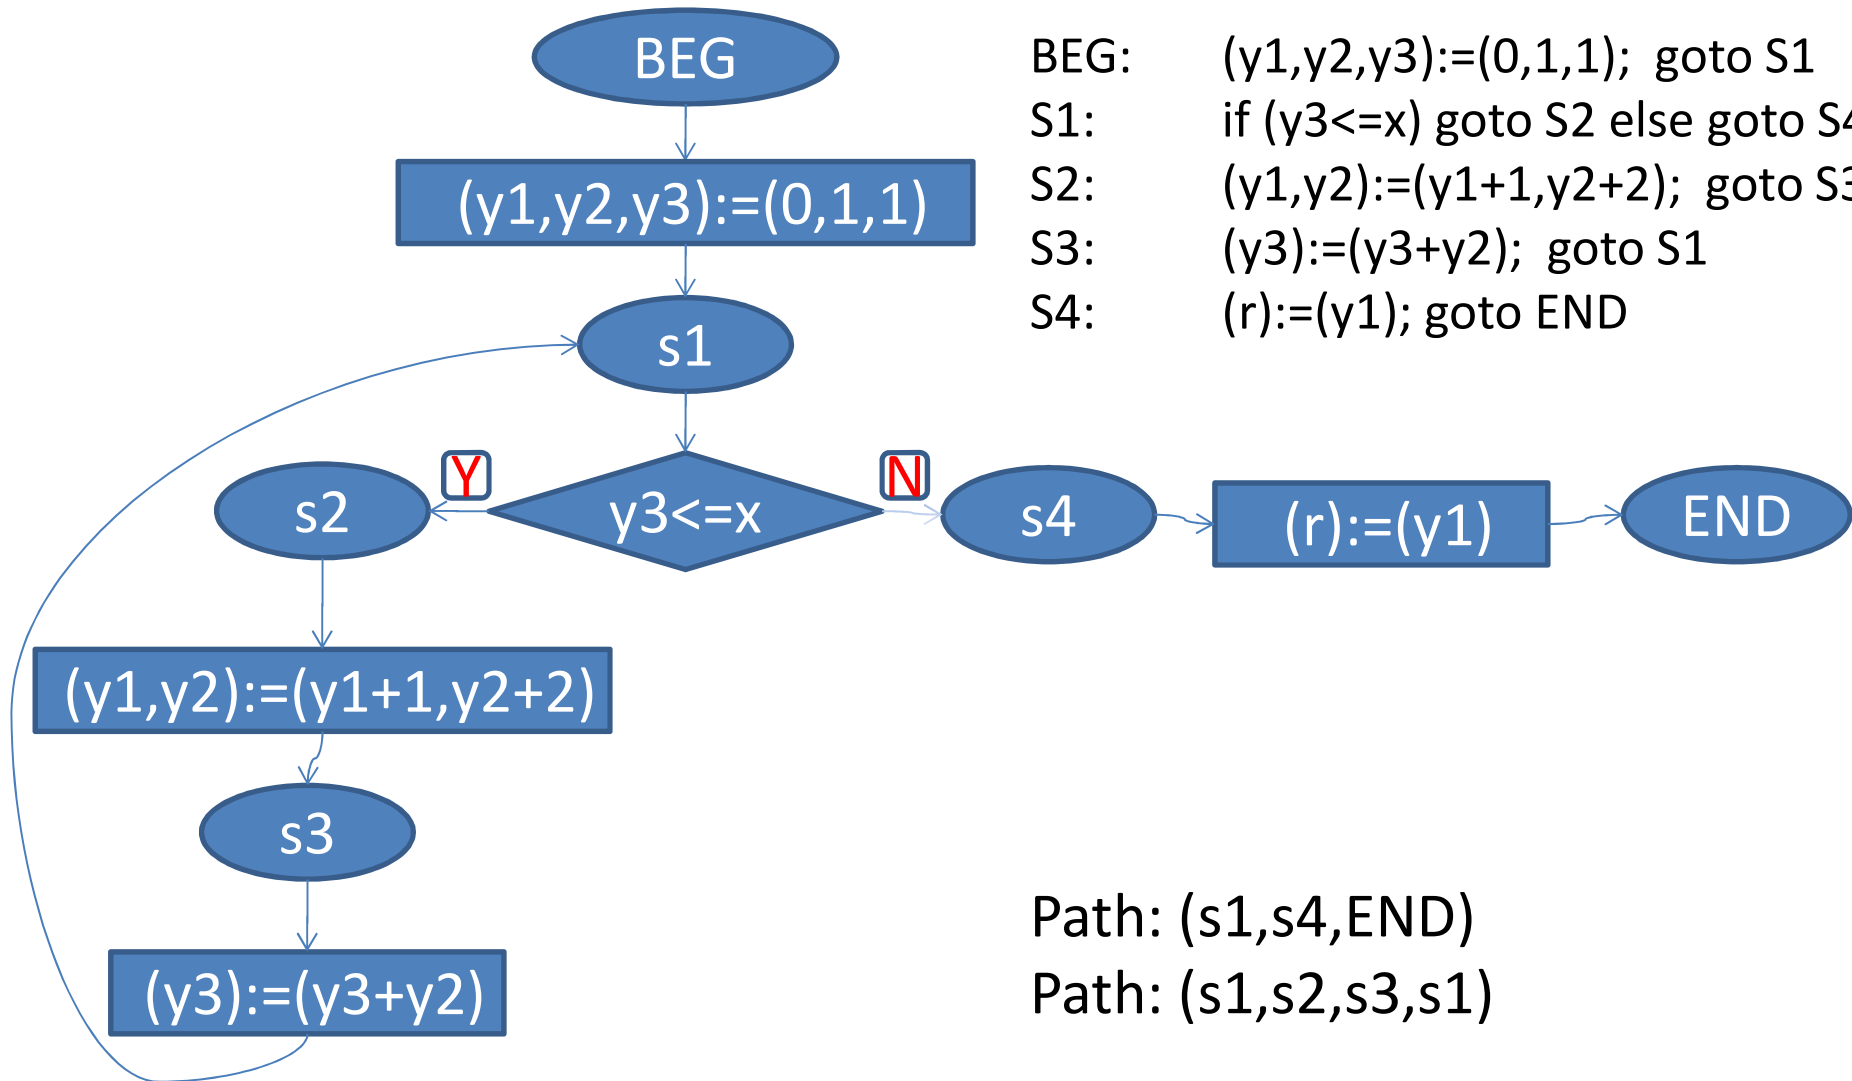 BEG
(y1,y2,y3):=(0,1,1)
s1
y3<=x
Y
N
s2
s4
(r):=(y1)
END
(y1,y2):=(y1+1,y2+2)
s3
(y3):=(y3+y2)
BEG: (y1,y2,y3):=(0,1,1); goto S1
S1: if (y3<=x) goto S2 else goto S4
S2: (y1,y2):=(y1+1,y2+2); goto S3
S3: (y3):=(y3+y2); goto S1
S4: (r):=(y1); goto END
Path: (s1,s4,END)
Path: (s1,s2,s3,s1)